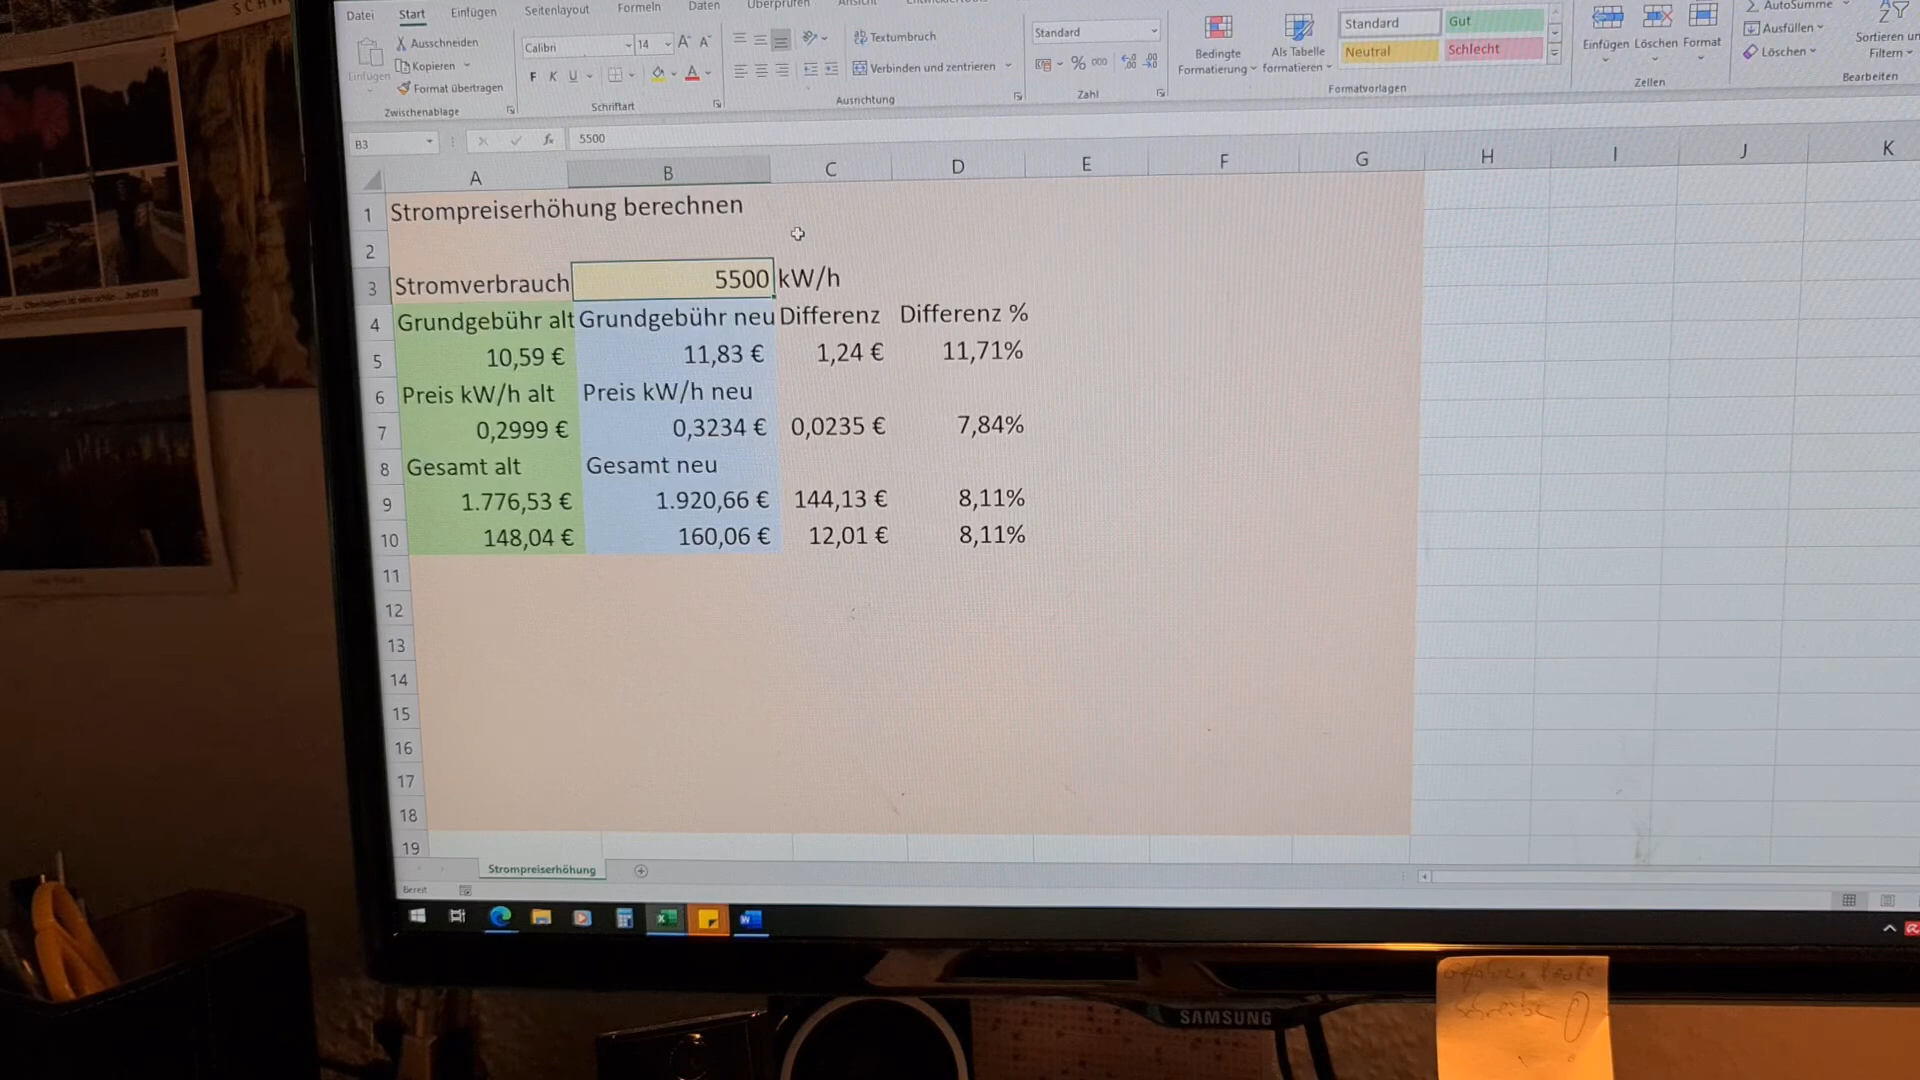 Datei Start Einfügen Seitenlayout Formeln Daten Überprüfen Ansicht
Ausschneiden
Kopieren
Format übertragen
Einfügen
Zwischenablage
Calibri 14
F K U
Schriftart
Textumbruch
Verbinden und zentrieren
Ausrichtung
Standard
% 000
Zahl
Bedingte Formatierung
Als Tabelle formatieren
Standard Gut
Neutral Schlecht
Formatvorlagen
Einfügen Löschen Format
Zellen
AutoSumme
Ausfüllen
Löschen
Sortieren un
Filtern
Bearbeiten
B3 fx 5500
A B C D E F G H I J K
1 Strompreiserhöhung berechnen
2
3 Stromverbrauch 5500 kW/h
4 Grundgebühr alt Grundgebühr neu Differenz Differenz %
5 10,59 € 11,83 € 1,24 € 11,71%
6 Preis kW/h alt Preis kW/h neu
7 0,2999 € 0,3234 € 0,0235 € 7,84%
8 Gesamt alt Gesamt neu
9 1.776,53 € 1.920,66 € 144,13 € 8,11%
10 148,04 € 160,06 € 12,01 € 8,11%
11
12
13
14
15
16
17
18
19
Strompreiserhöhung
Bereit
SAMSUNG